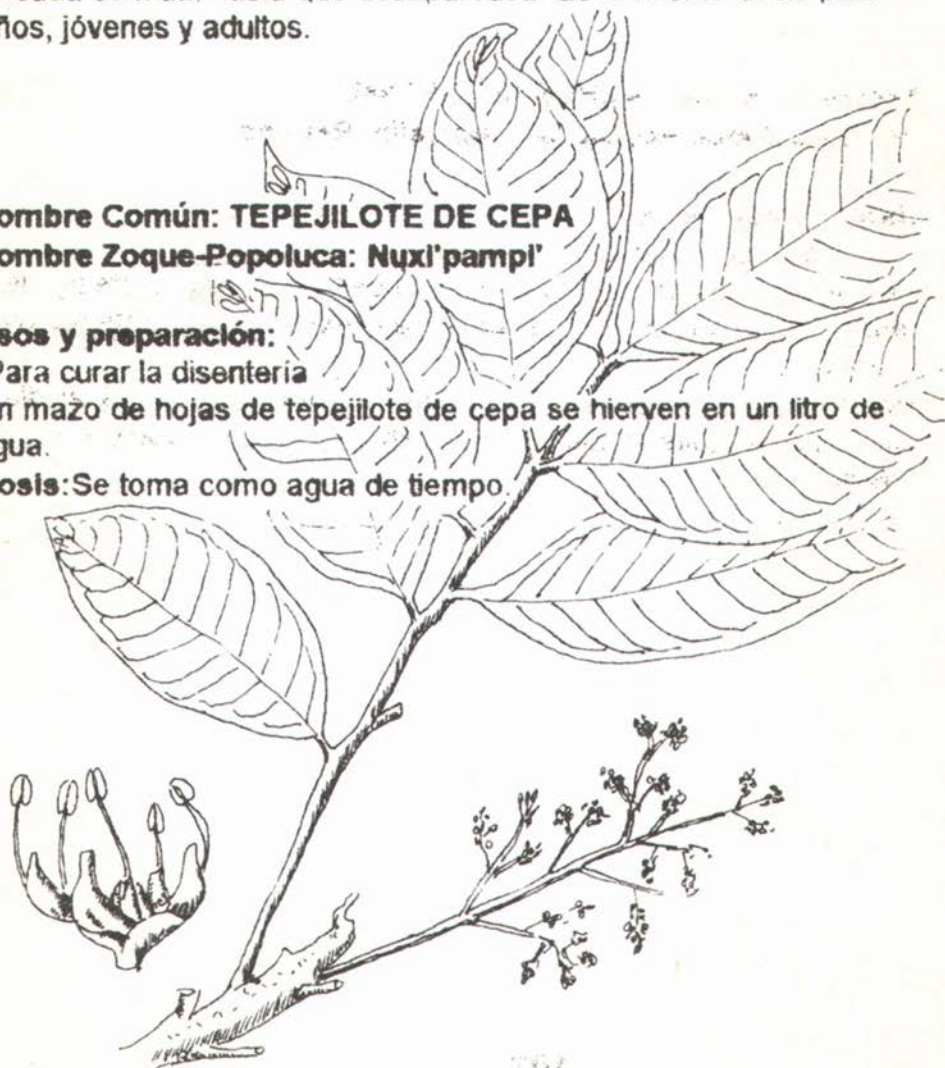 ños, jóvenes y adultos.
ombre Común: TEPEJILOTE DE CEPA
ombre Zoque-Popoluca: Nuxi'pampi'
sos y preparación:
Para curar la disentería
n mazo de hojas de tepejilote de cepa se hierven en un litro de
gua.
osis: Se toma como agua de tiempo.